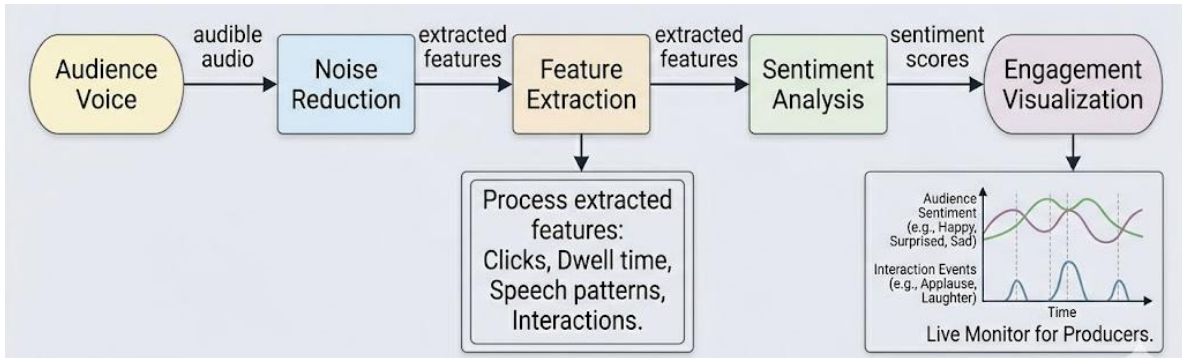 audible
audio
extracted
features
extracted
features
sentiment
scores
Audience
Voice
Noise
Reduction
Feature
Extraction
Sentiment
Analysis
Engagement
Visualization
Process extracted
features:
Clicks, Dwell time,
Speech patterns,
Interactions.
Audience
Sentiment
(e.g., Happy,
Surprised, Sad)
Interaction Events
(e.g., Applause,
Laughter)
Time
Live Monitor for Producers.